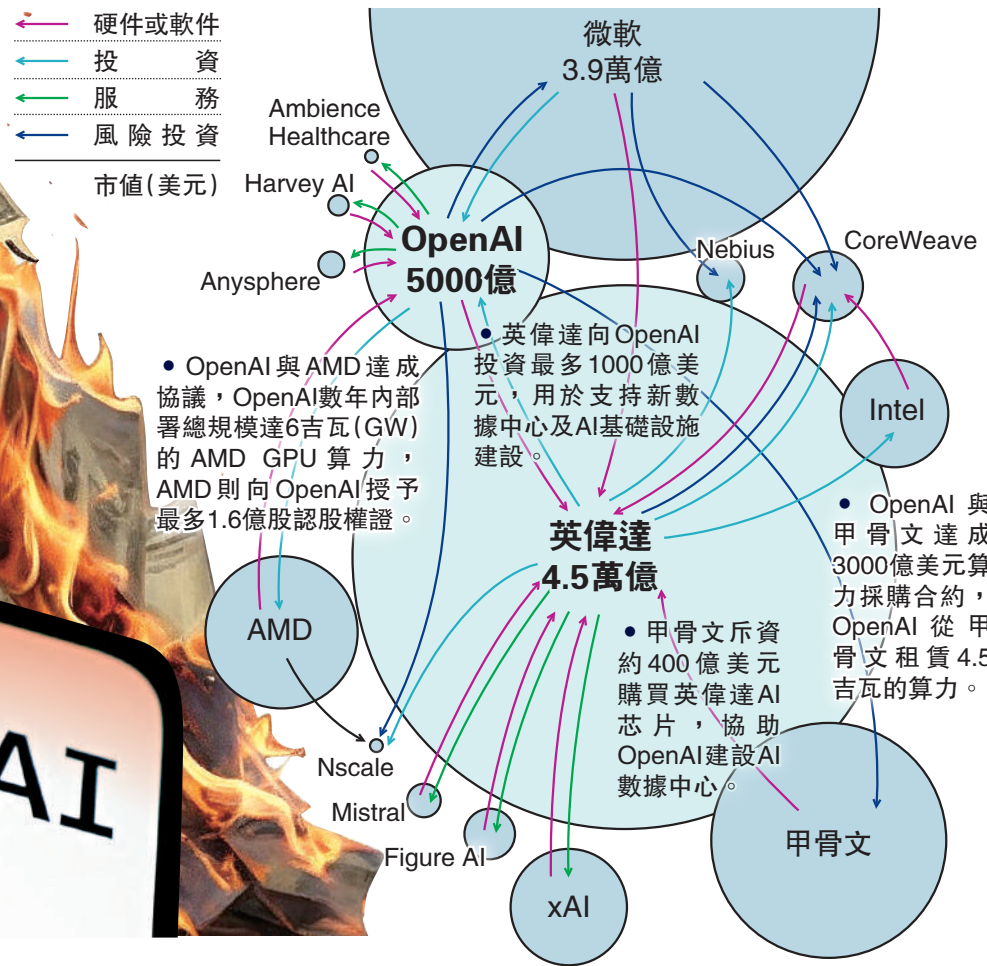 硬件或軟件
投資
服務
風險投資
市值(美元)
微軟
3.9萬億
Ambience
Healthcare
Harvey AI
Anysphere
OpenAI
5000億
Nebius
CoreWeave
Intel
● OpenAI與AMD達成
協議，OpenAI數年內部
署總規模達6吉瓦(GW)
的AMD GPU算力，
AMD則向OpenAI授予
最多1.6億股認股權證。
● 英偉達向OpenAI
投資最多1000億美
元，用於支持新數
據中心及AI基礎設施
建設。
英偉達
4.5萬億
● OpenAI與
甲骨文達成
3000億美元算
力採購合約，
OpenAI從甲
骨文租賃4.5
吉瓦的算力。
● 甲骨文斥資
約400億美元
購買英偉達AI
芯片，協助
OpenAI建設AI
數據中心。
AMD
Nscale
Mistral
Figure AI
xAI
甲骨文
AI